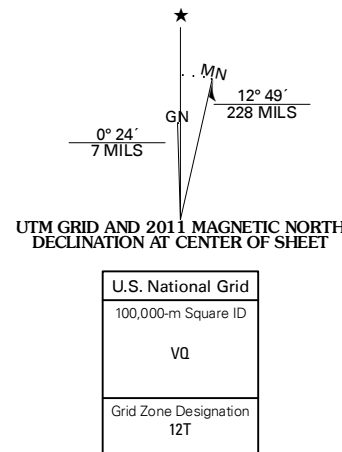 MN
GN
12° 49´
228 MILS
0° 24´
7 MILS
UTM GRID AND 2011 MAGNETIC NORTH
DECLINATION AT CENTER OF SHEET
U.S. National Grid
100,000-m Square ID
VQ
Grid Zone Designation
12T